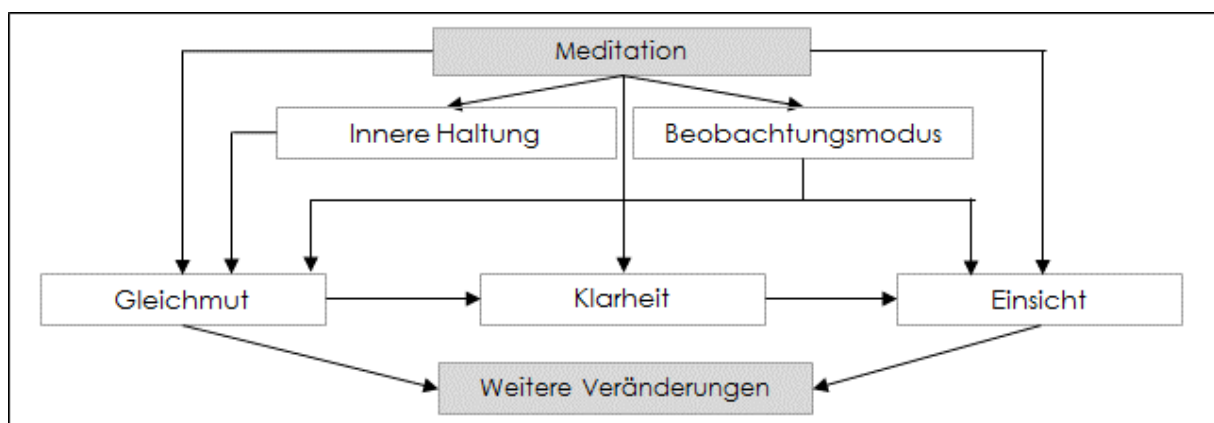 Meditation
Innere Haltung
Beobachtungsmodus
Gleichmut
Klarheit
Einsicht
Weitere Veränderungen